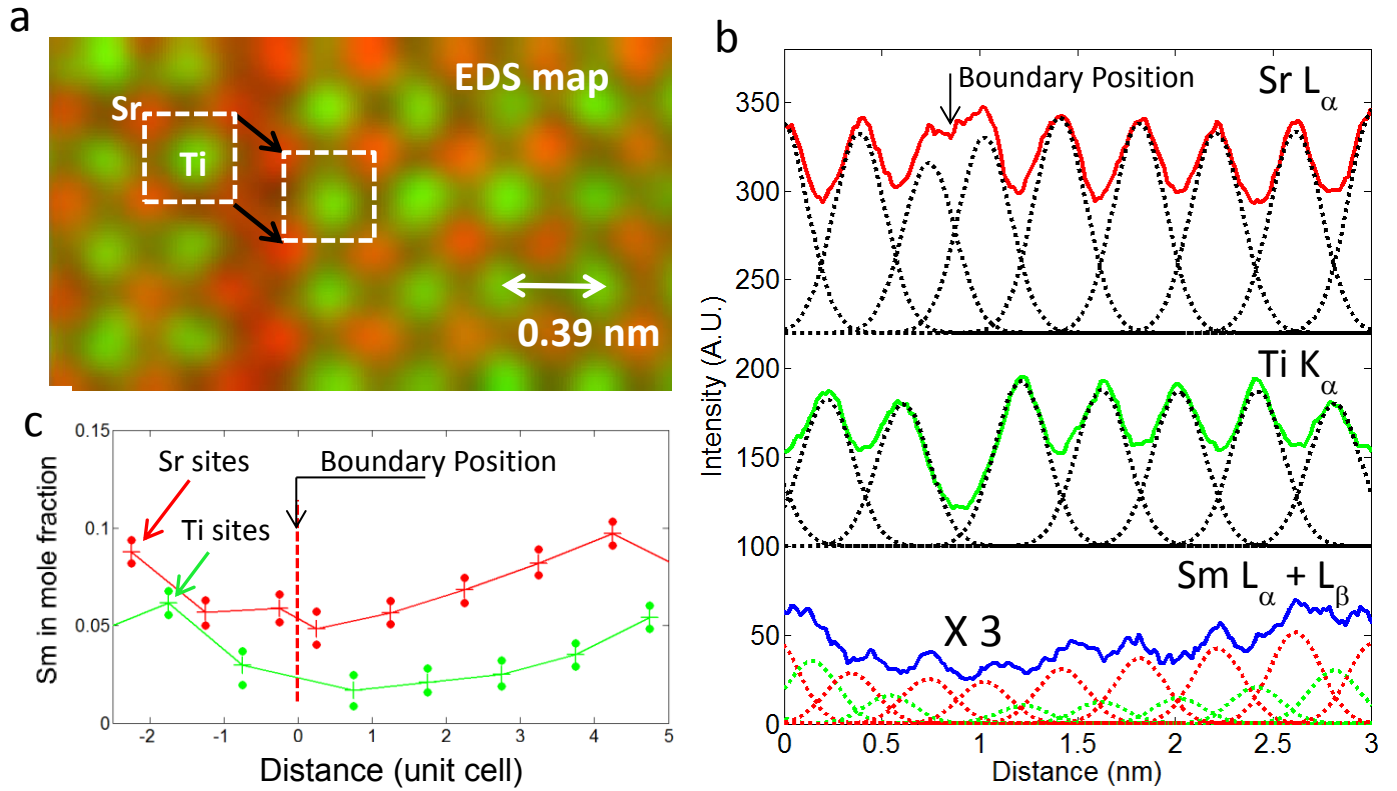 a
EDS map
Sr
Ti
0.39 nm
b
Boundary Position
Sr Lα
350
300
250
200
Ti Kα
150
100
Sm Lα + Lβ
X 3
50
0
Intensity (A.U.)
0 0.5 1 1.5 2 2.5 3
Distance (nm)
c
0.15
Sr sites
Boundary Position
Ti sites
0.1
0.05
0
Sm in mole fraction
-2 -1 0 1 2 3 4 5
Distance (unit cell)